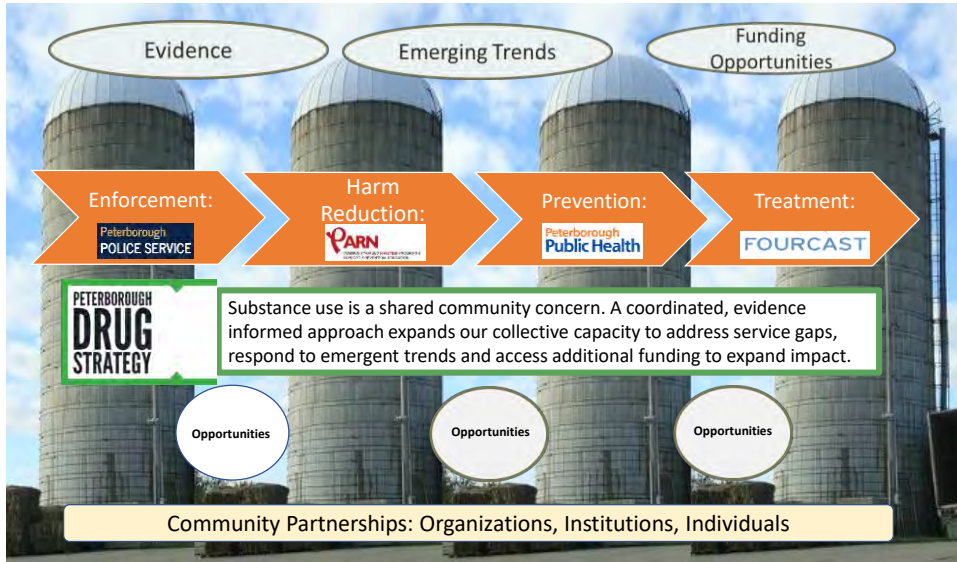 Evidence
Emerging Trends
Funding
Opportunities
Enforcement:
Peterborough
POLICE SERVICE
Harm
Reduction:
PARN
Prevention:
Peterborough
Public Health
Treatment:
FOURCAST
PETERBOROUGH
DRUG
STRATEGY
Substance use is a shared community concern. A coordinated, evidence
informed approach expands our collective capacity to address service gaps,
respond to emergent trends and access additional funding to expand impact.
Opportunities
Opportunities
Opportunities
Community Partnerships: Organizations, Institutions, Individuals